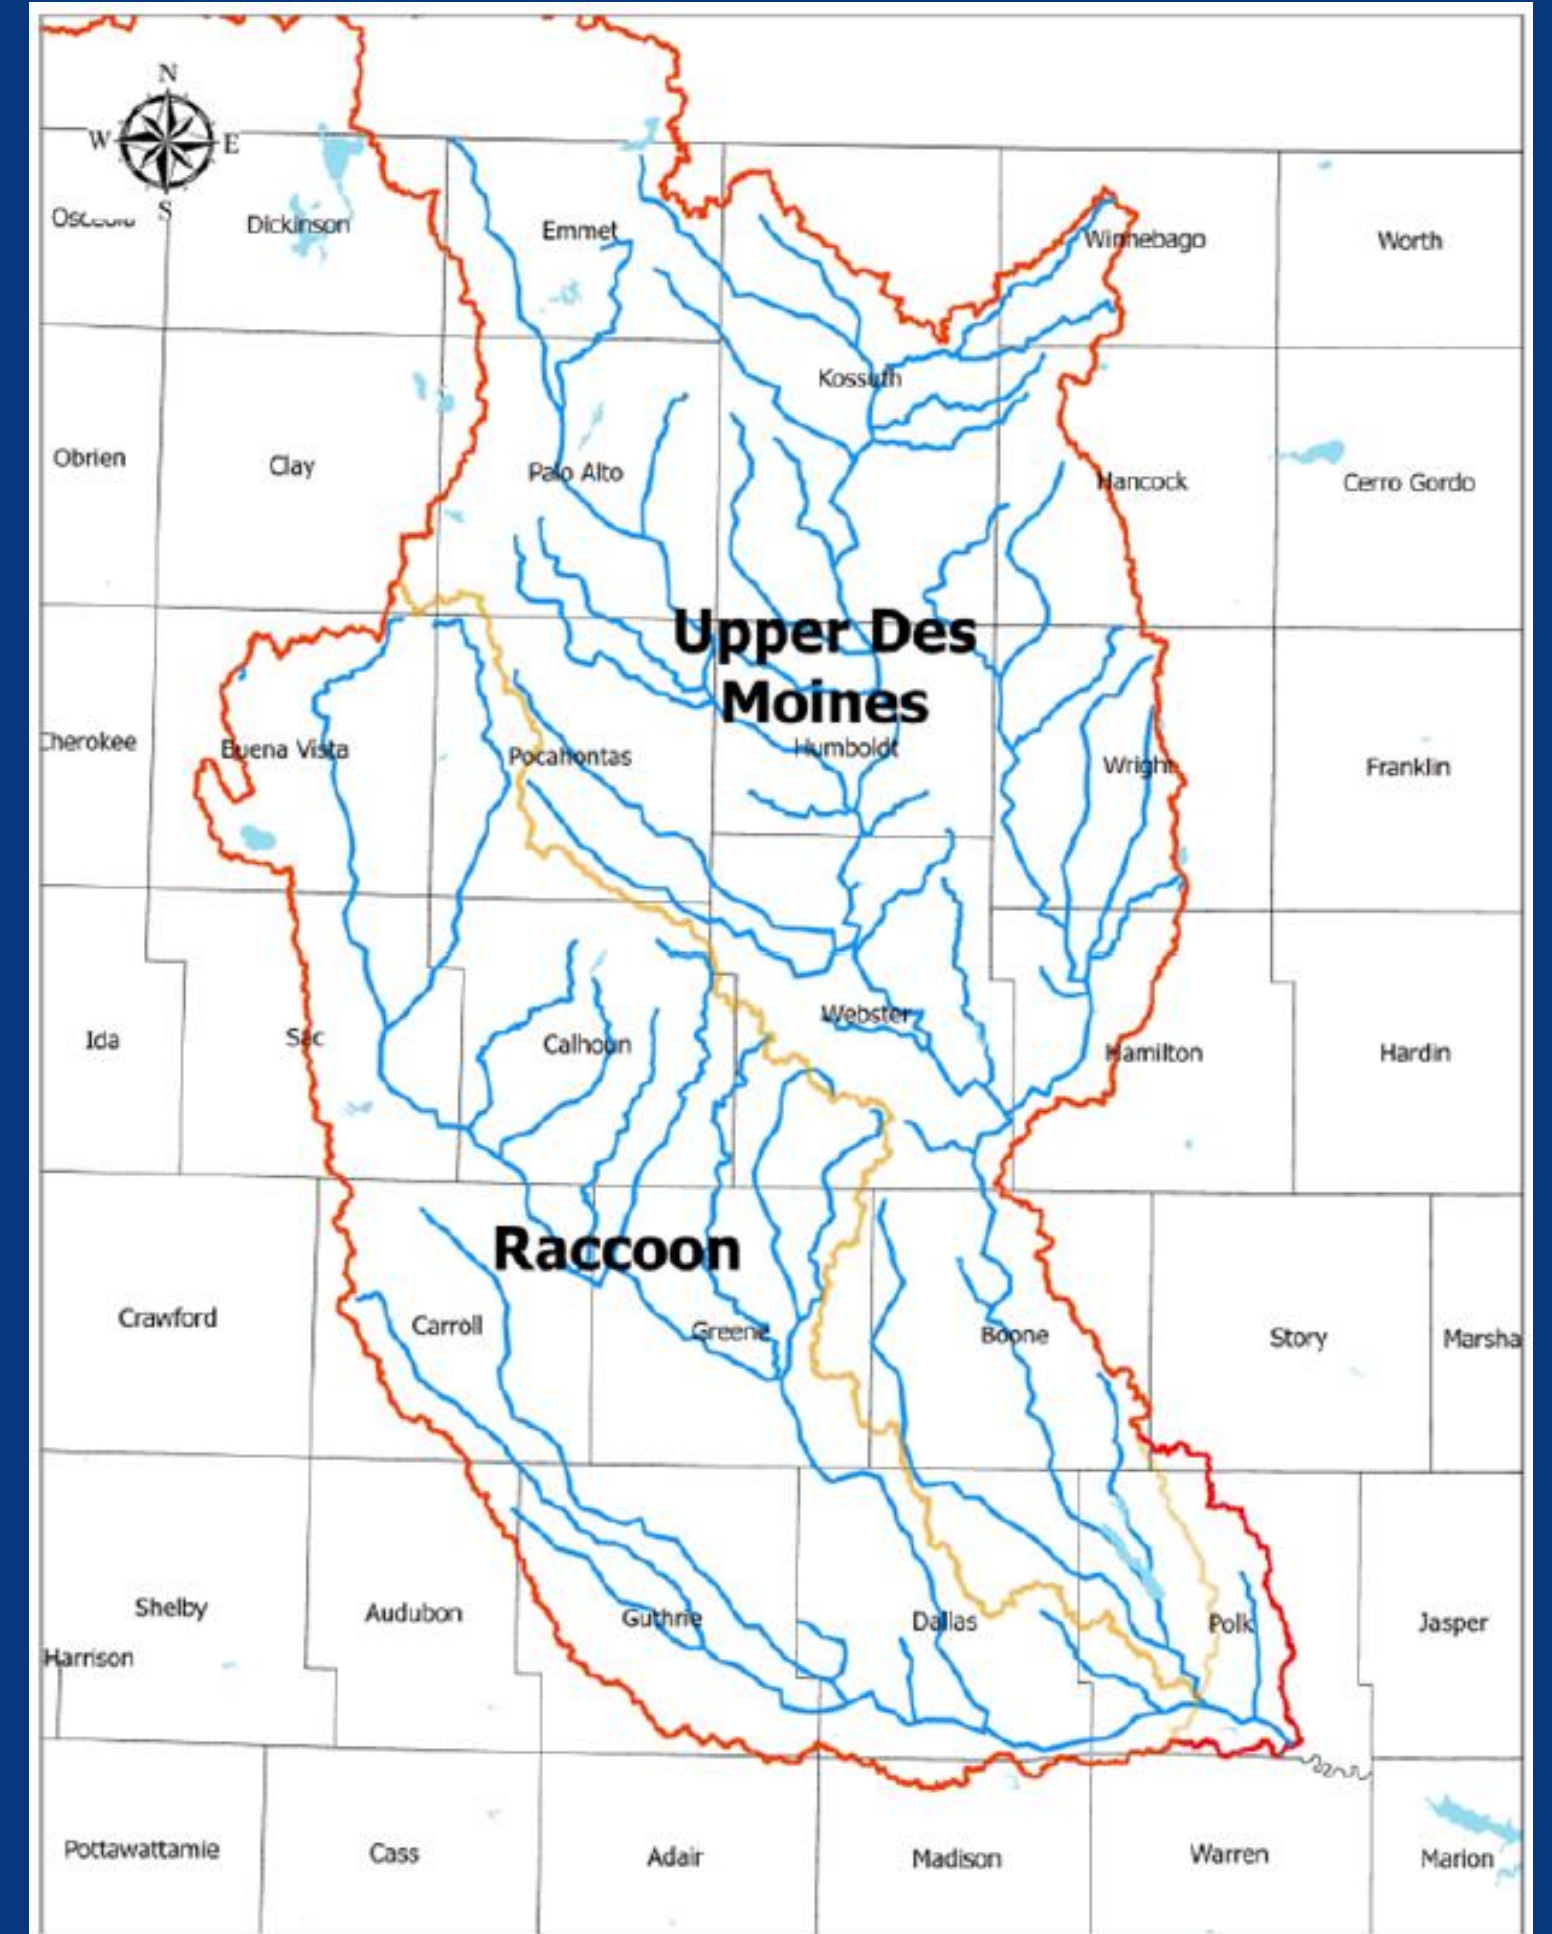 N
W E
S
Dickinson
Emmet
Winnebago
Worth
Kossuth
Obrien
Clay
Palo Alto
Hancock
Cerro Gordo
Upper Des
Moines
Cherokee
Buena Vista
Pocahontas
Humboldt
Wright
Franklin
Ida
Sac
Calhoun
Webster
Hamilton
Hardin
Raccoon
Crawford
Carroll
Greene
Boone
Story
Marsha
Shelby
Audubon
Guthrie
Dallas
Polk
Jasper
Harrison
Pottawattamie
Cass
Adair
Madison
Warren
Marion